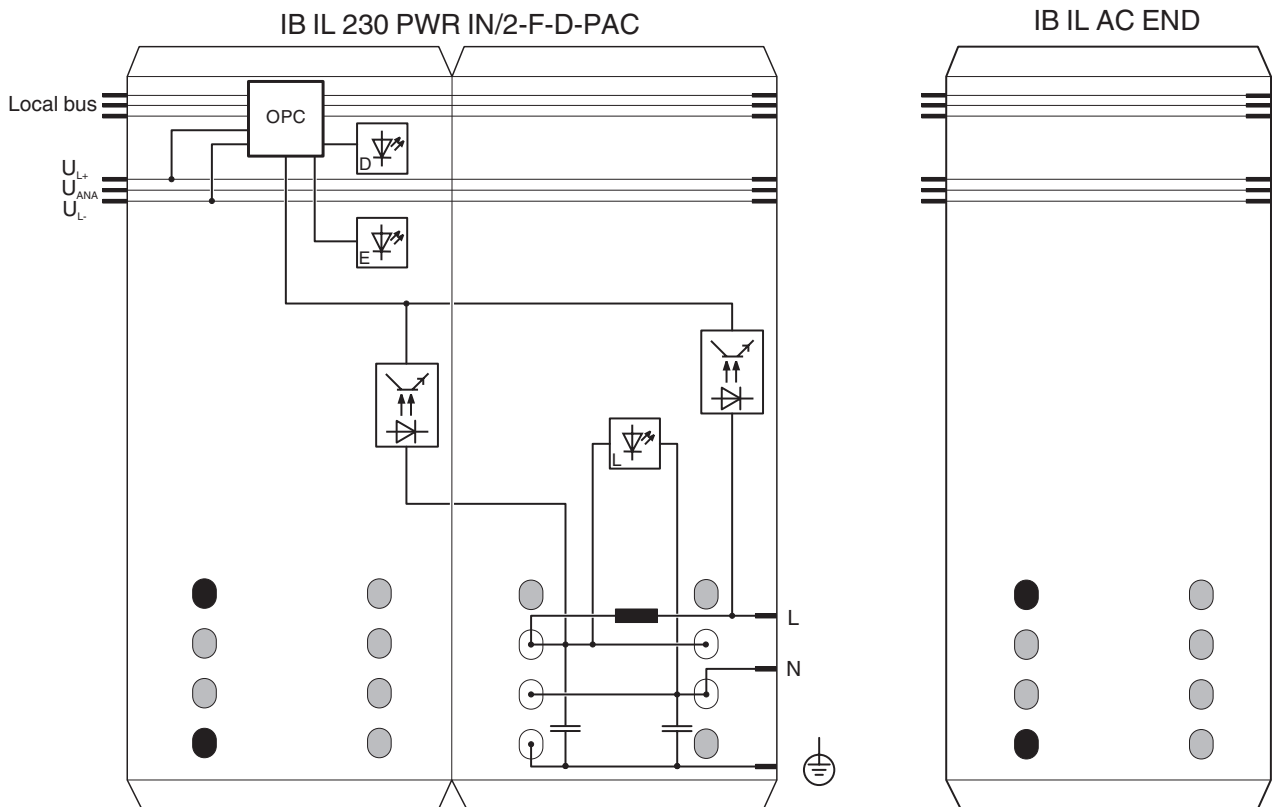 IB IL 230 PWR IN/2-F-D-PAC
IB IL AC END
Local bus
OPC
D
UL+
UANA
UL-
E
L
L
N